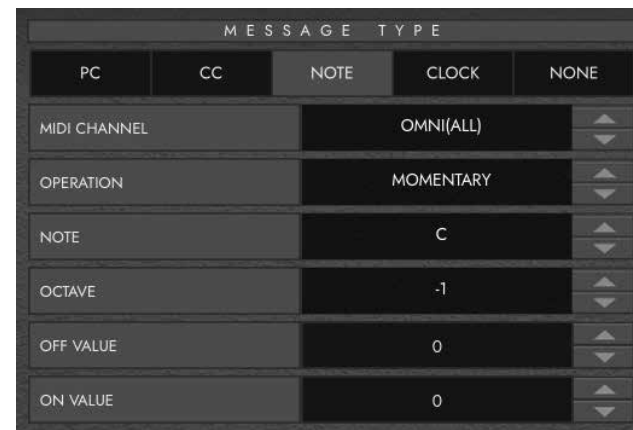 MESSAGE TYPE
PC CC NOTE CLOCK NONE
MIDI CHANNEL OMNI(ALL)
OPERATION MOMENTARY
NOTE C
OCTAVE -1
OFF VALUE 0
ON VALUE 0